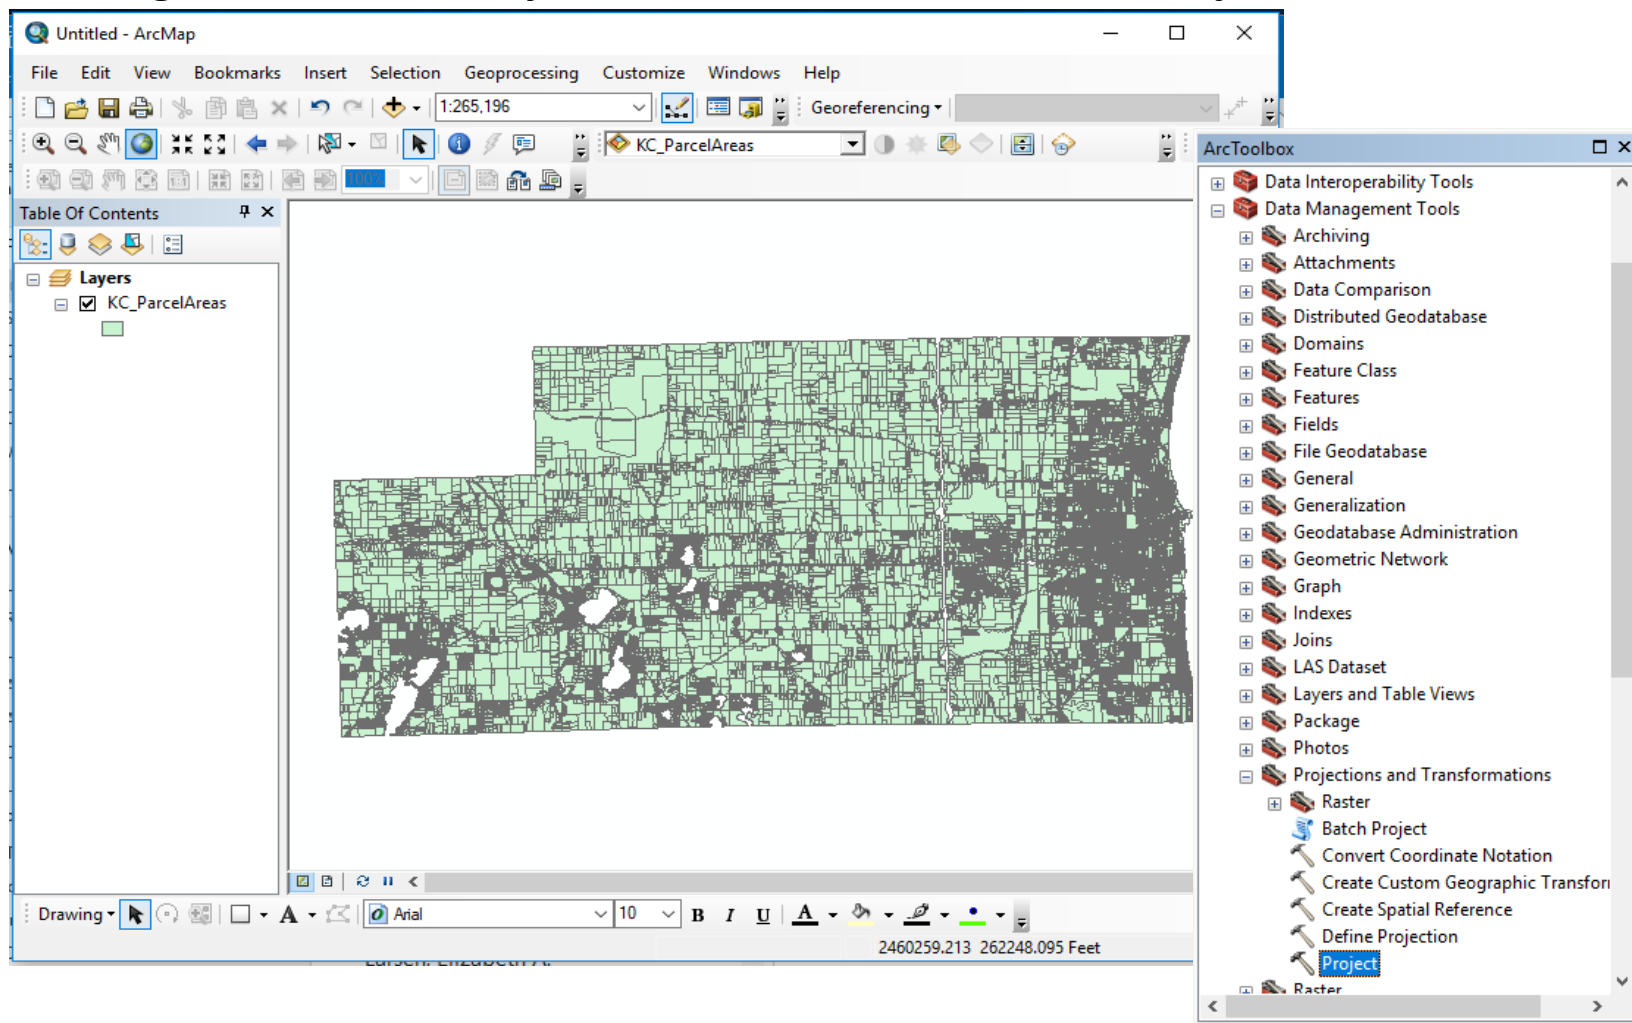 Untitled - ArcMap
File Edit View Bookmarks Insert Selection Geoprocessing Customize Windows Help
1:265,196
Georeferencing
KC_ParcelAreas
100%
Table Of Contents
Layers
KC_ParcelAreas
ArcToolbox
Data Interoperability Tools
Data Management Tools
Archiving
Attachments
Data Comparison
Distributed Geodatabase
Domains
Feature Class
Features
Fields
File Geodatabase
General
Generalization
Geodatabase Administration
Geometric Network
Graph
Indexes
Joins
LAS Dataset
Layers and Table Views
Package
Photos
Projections and Transformations
Raster
Batch Project
Convert Coordinate Notation
Create Custom Geographic Transfor
Create Spatial Reference
Define Projection
Project
Raster
Drawing A Arial 10 B I U A
2460259.213 262248.095 Feet
Larsen, Elizabeth A.